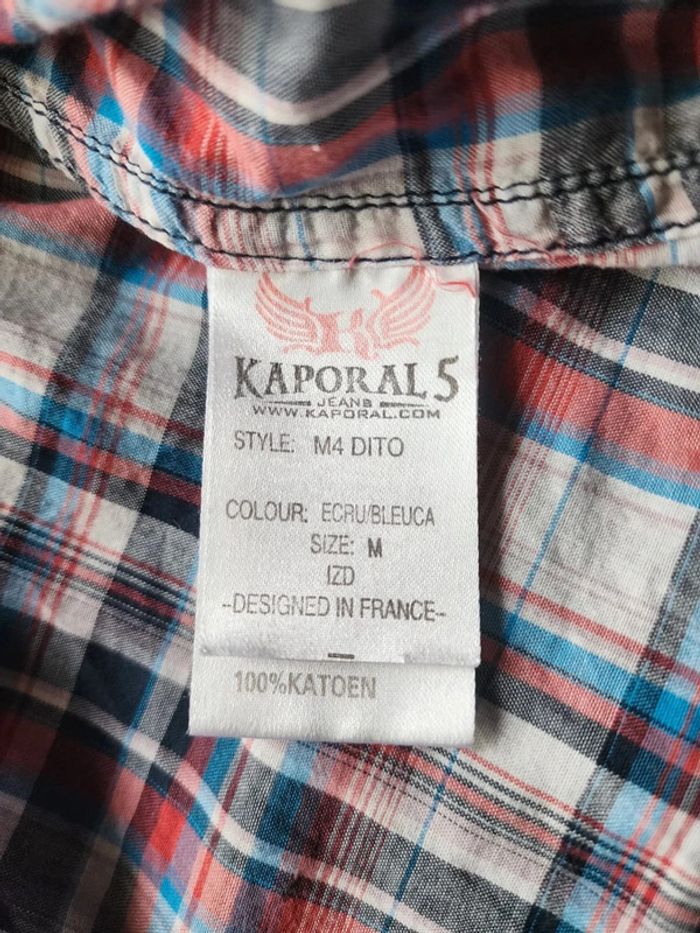 K
KAPORAL 5
JEANS
WWW.KAPORAL.COM
STYLE: M4 DITO
COLOUR: ECRU/BLEUCA
SIZE: M
IZD
-DESIGNED IN FRANCE-
100%KATOEN